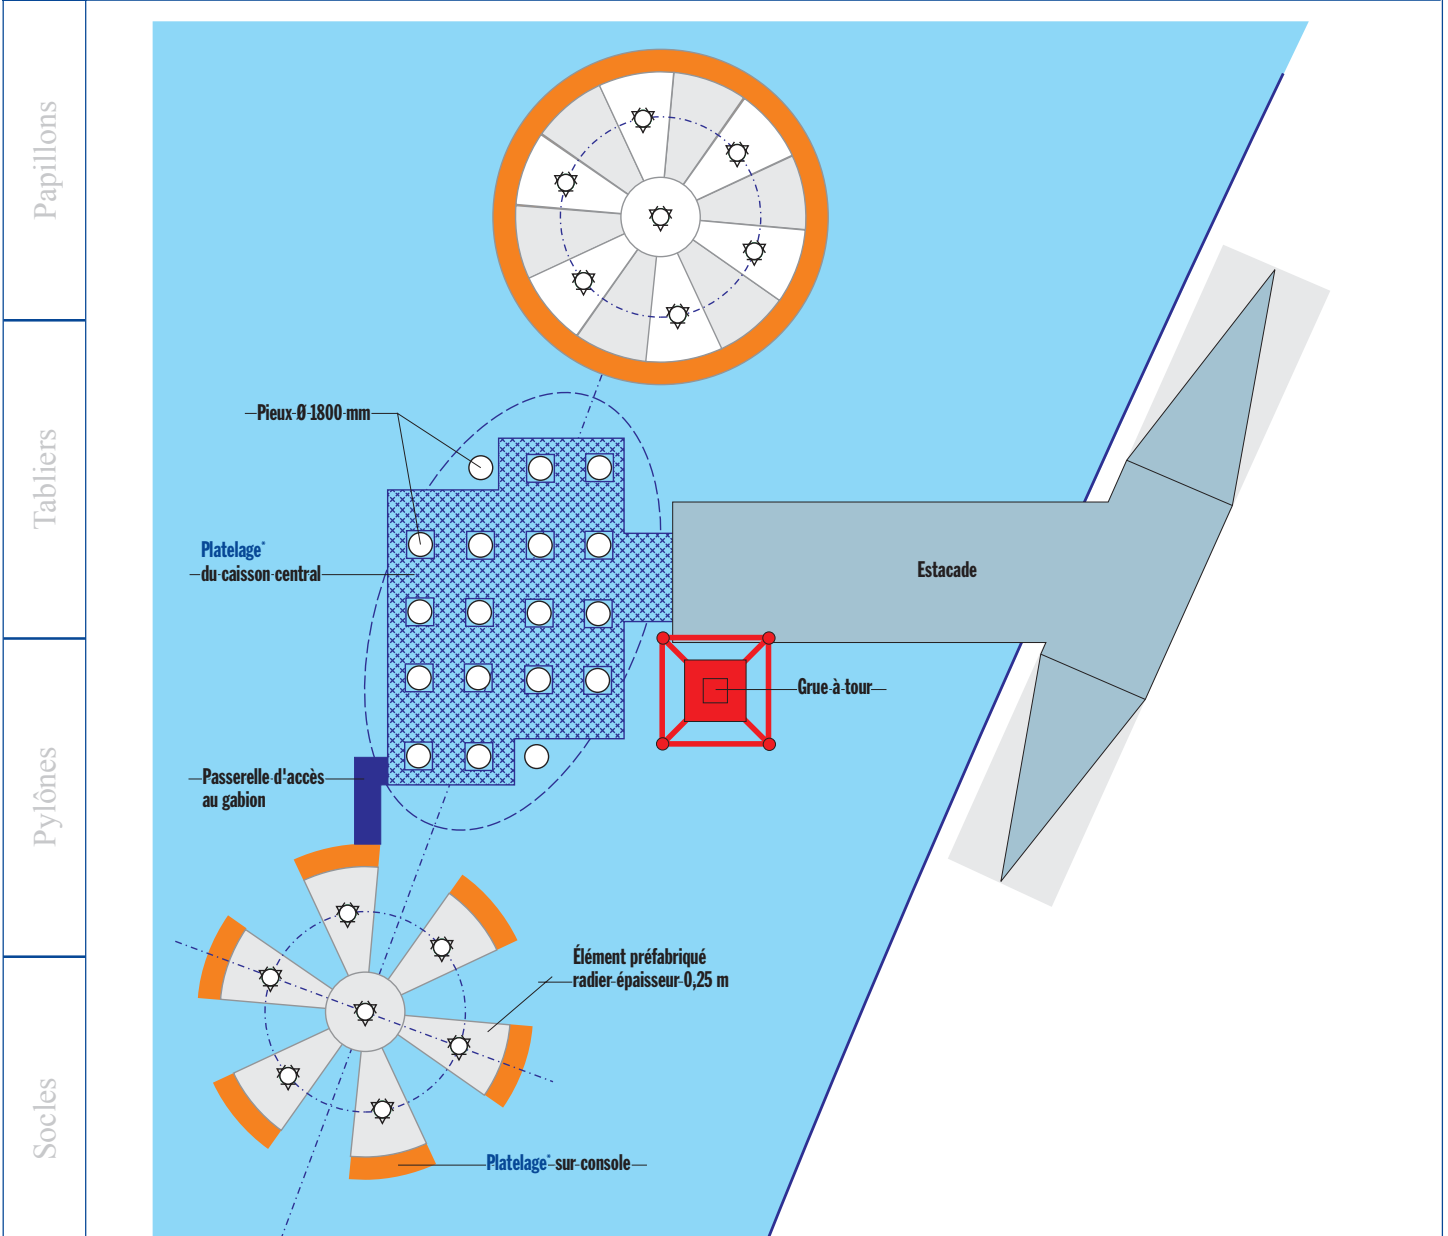 Papillons
Tabliers
Pylônes
Socles
Pieux Ø 1800 mm
Platelage*
du caisson central
Estacade
Grue à tour
Passerelle d'accès
au gabion
Élément préfabriqué
radier épaisseur 0,25 m
Platelage* sur console